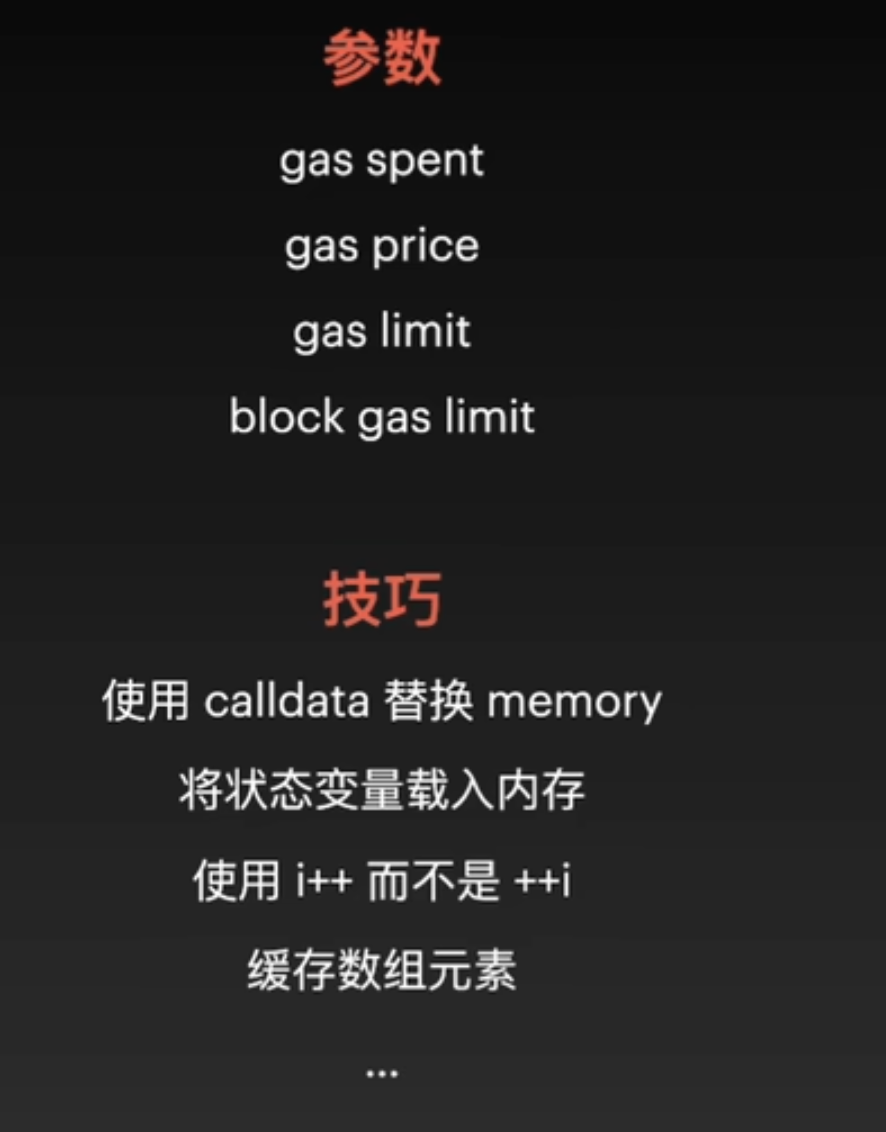 参数
gas spent
gas price
gas limit
block gas limit
技巧
使用 calldata 替换 memory
将状态变量载入内存
使用 i++ 而不是 ++i
缓存数组元素
...